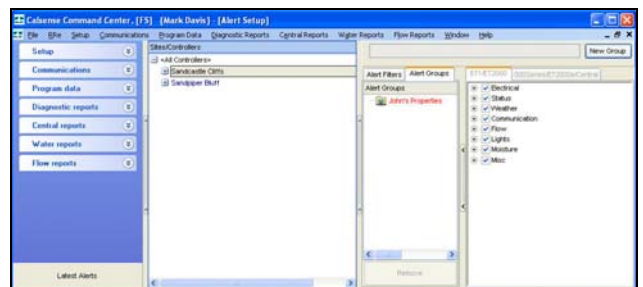 Calsense Command Center, [FS] (Mark Davis) - [Alert Setup]
File Setup Communications Program Data Diagnostic Reports Central Reports Water Reports Flow Reports Window Help
Setup
Communications
Program data
Diagnostic reports
Central reports
Water reports
Flow reports
Latest Alerts
Sites/Controllers
<All Controllers>
Sandcastle Cliffs
Sandpiper Bluff
New Group
Alert Filters Alert Groups
Alert Groups
John's Properties
Remove
ET1/ET2000
Electrical
Status
Weather
Communication
Flow
Lights
Moisture
Misc